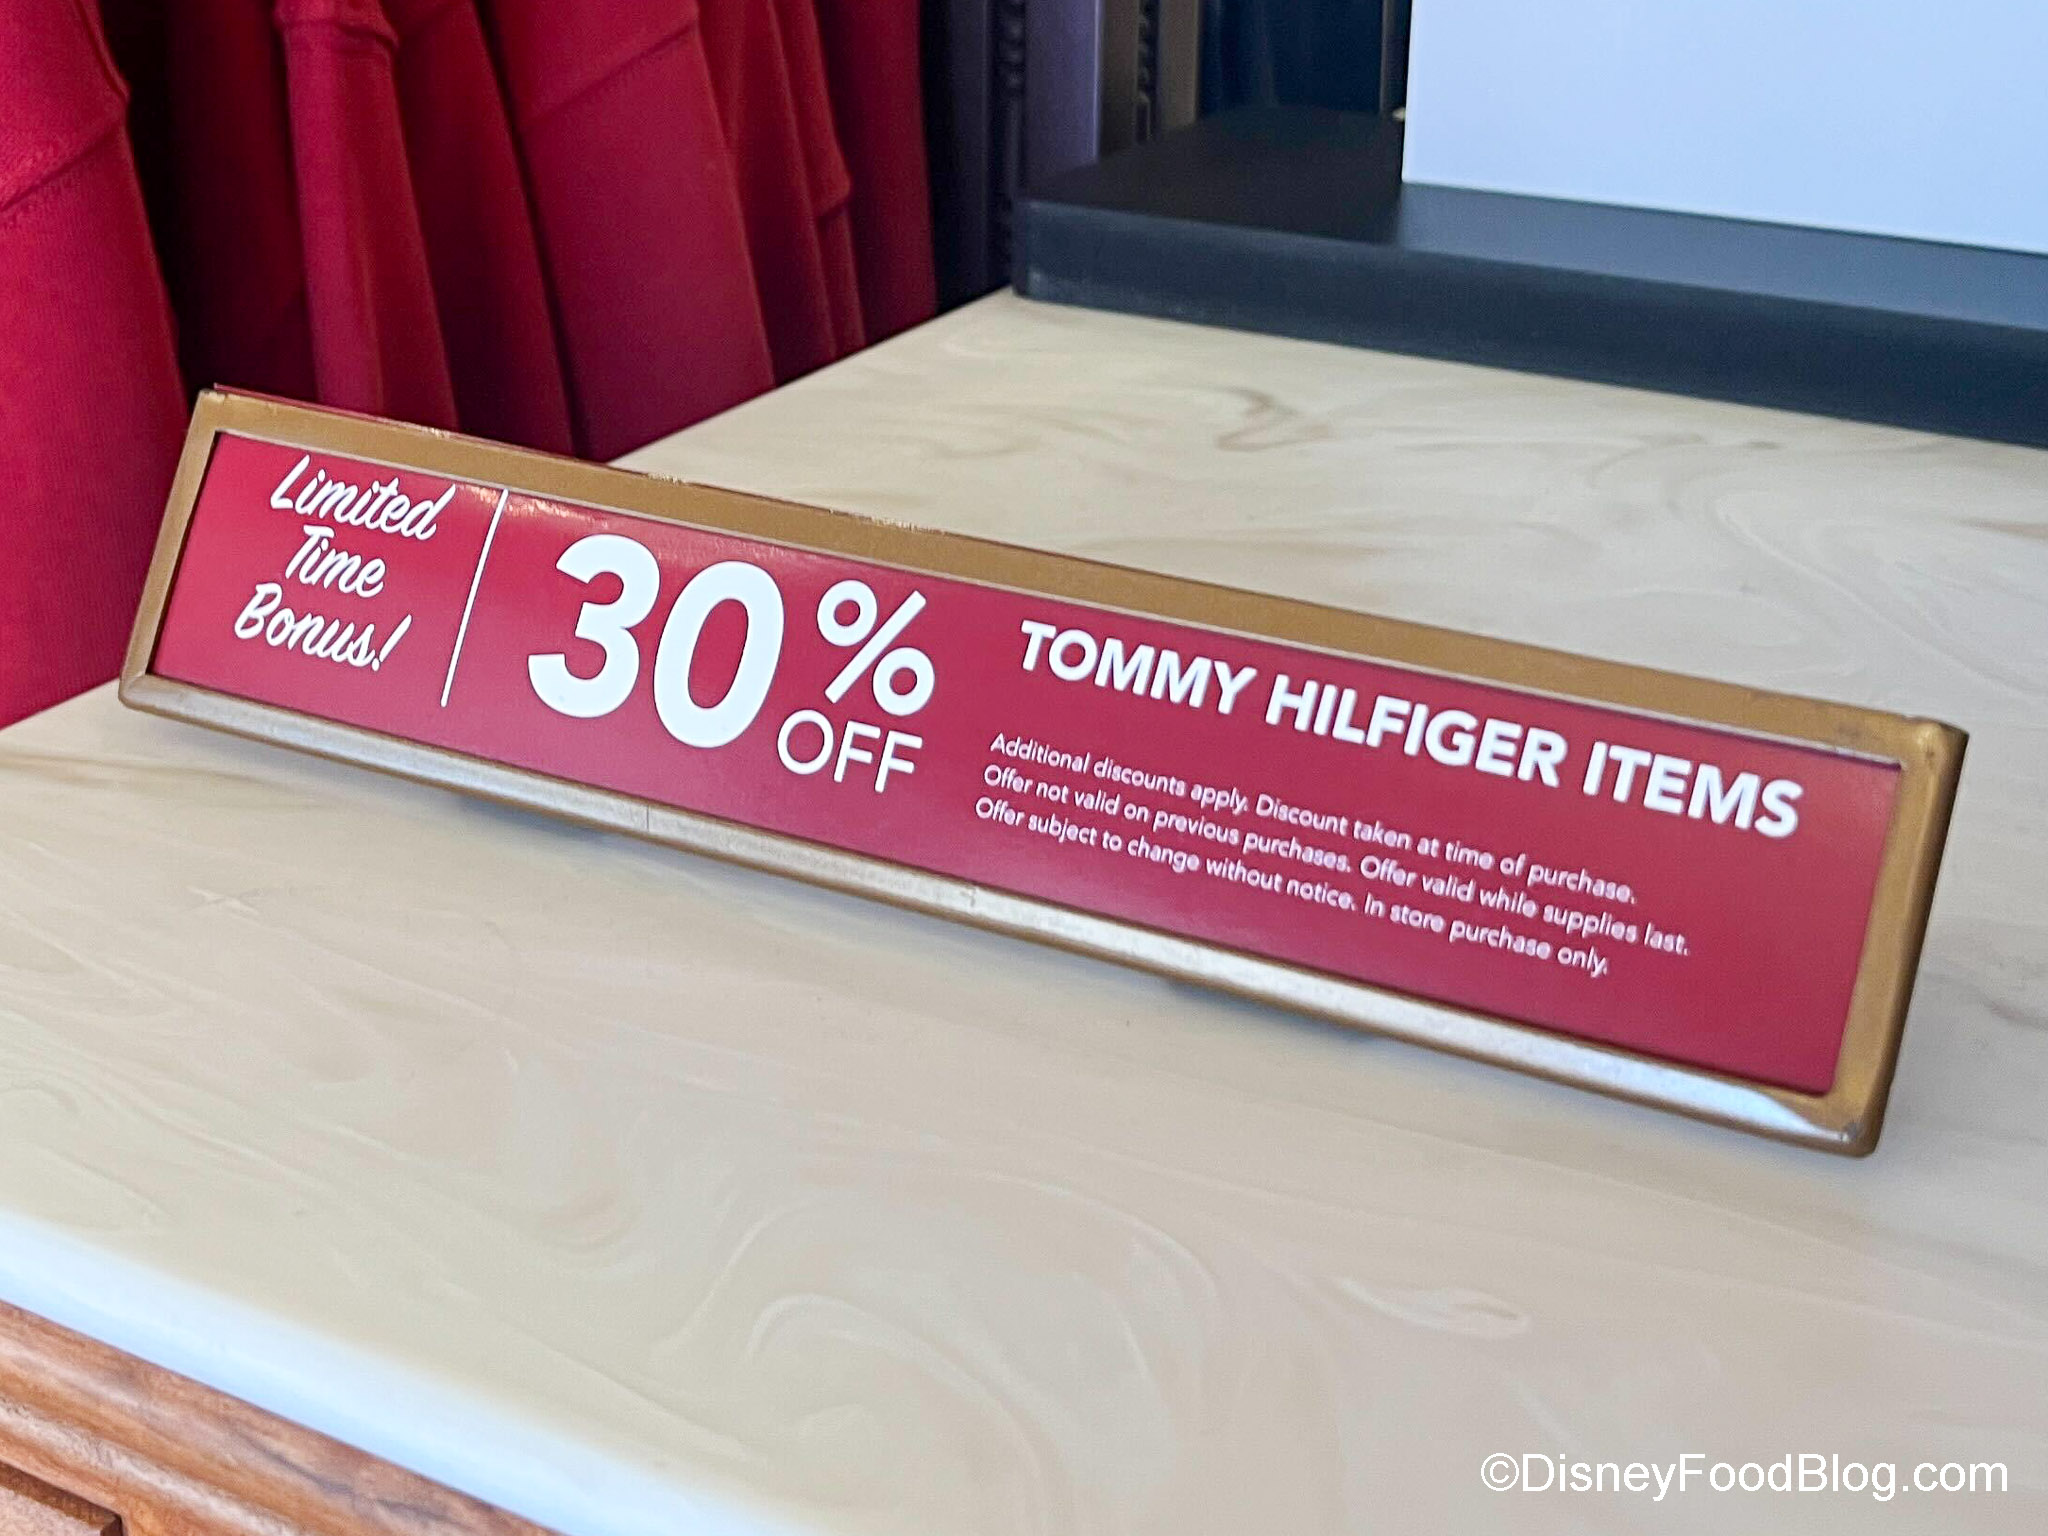 Limited
Time
Bonus!
30%
OFF
TOMMY HILFIGER ITEMS
Additional discounts apply. Discount taken at time of purchase.
Offer not valid on previous purchases. Offer valid while supplies last.
Offer subject to change without notice. In store purchase only.
©DisneyFoodBlog.com